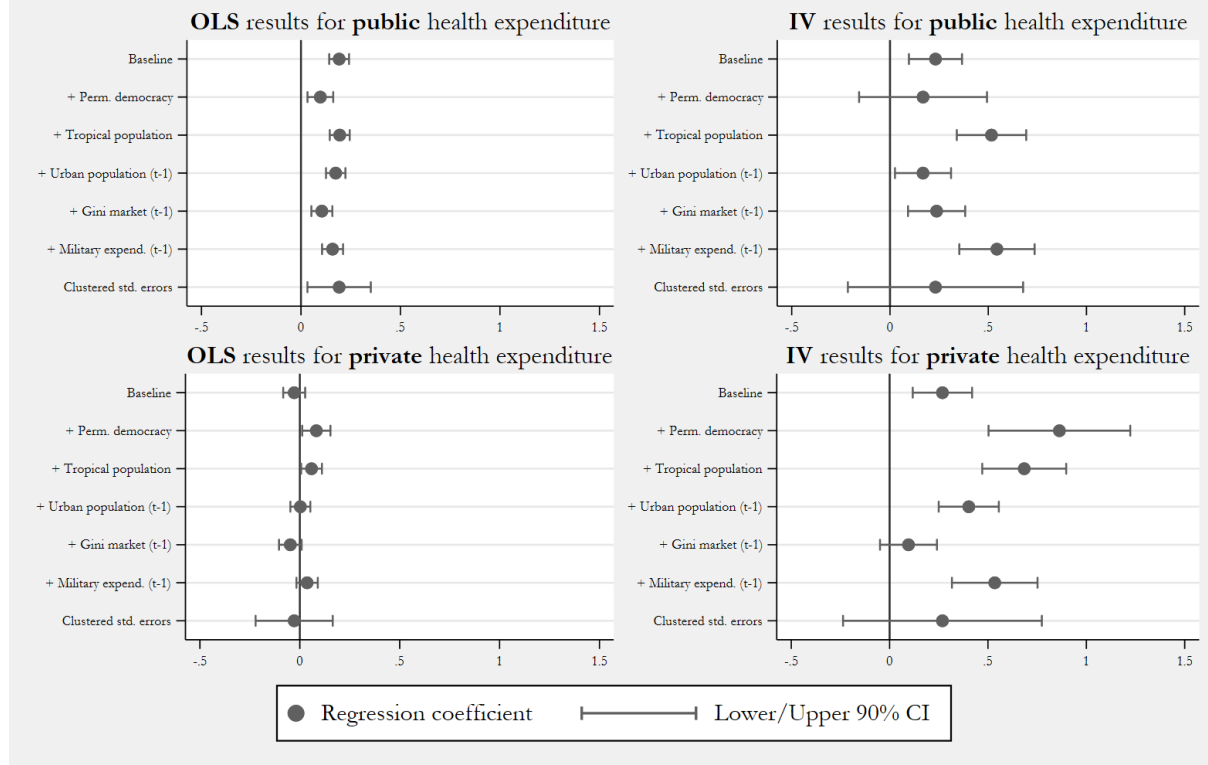 OLS results for public health expenditure
Baseline
+ Perm. democracy
+ Tropical population
+ Urban population (t-1)
+ Gini market (t-1)
+ Military expend. (t-1)
Clustered std. errors
-.5 0 .5 1 1.5
IV results for public health expenditure
Baseline
+ Perm. democracy
+ Tropical population
+ Urban population (t-1)
+ Gini market (t-1)
+ Military expend. (t-1)
Clustered std. errors
-.5 0 .5 1 1.5
OLS results for private health expenditure
Baseline
+ Perm. democracy
+ Tropical population
+ Urban population (t-1)
+ Gini market (t-1)
+ Military expend. (t-1)
Clustered std. errors
-.5 0 .5 1 1.5
IV results for private health expenditure
Baseline
+ Perm. democracy
+ Tropical population
+ Urban population (t-1)
+ Gini market (t-1)
+ Military expend. (t-1)
Clustered std. errors
-.5 0 .5 1 1.5
Regression coefficient Lower/Upper 90% CI